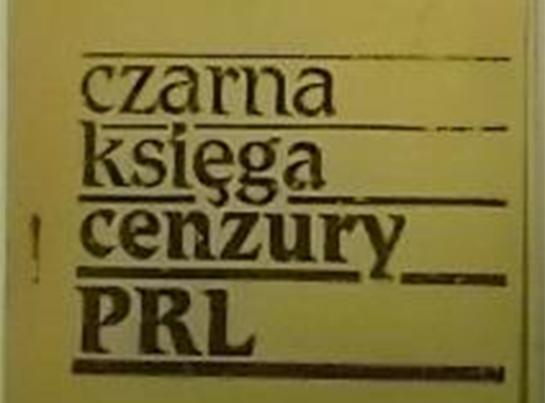 czarna
księga
cenzury
PRL